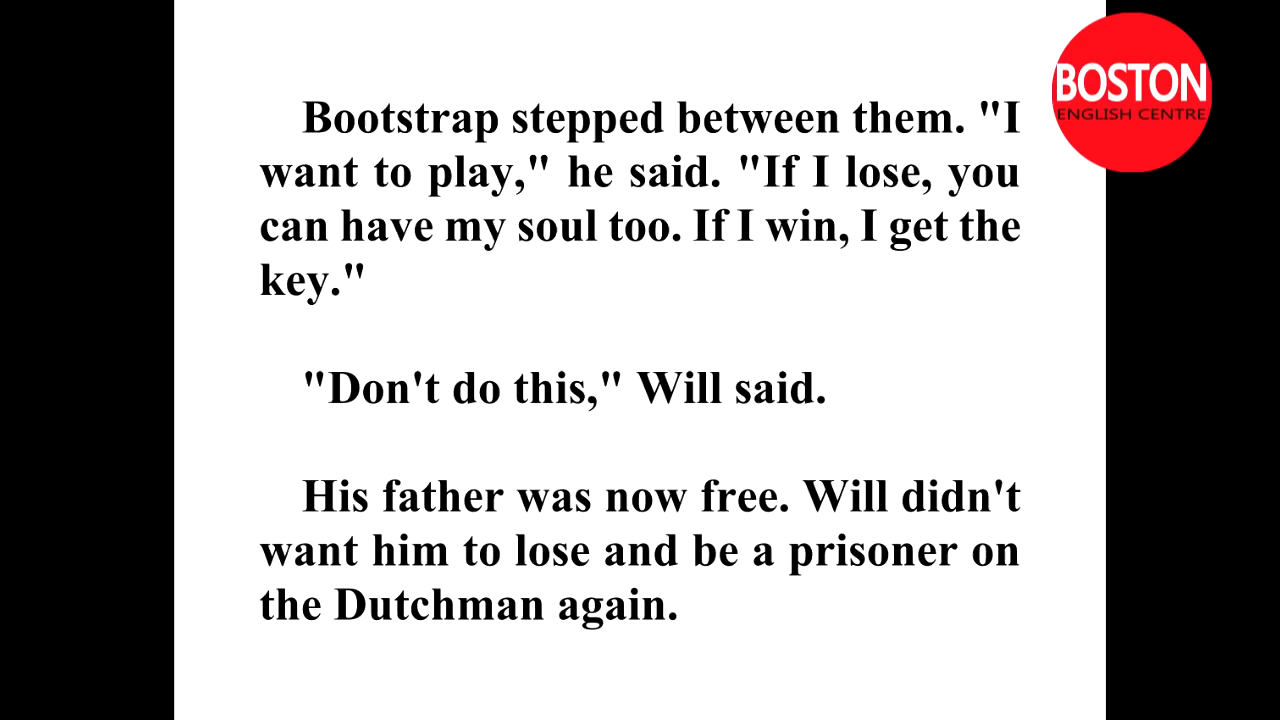 BOSTON
ENGLISH CENTRE
Bootstrap stepped between them. "I
want to play," he said. "If I lose, you
can have my soul too. If I win, I get the
key."
"Don't do this," Will said.
His father was now free. Will didn't
want him to lose and be a prisoner on
the Dutchman again.